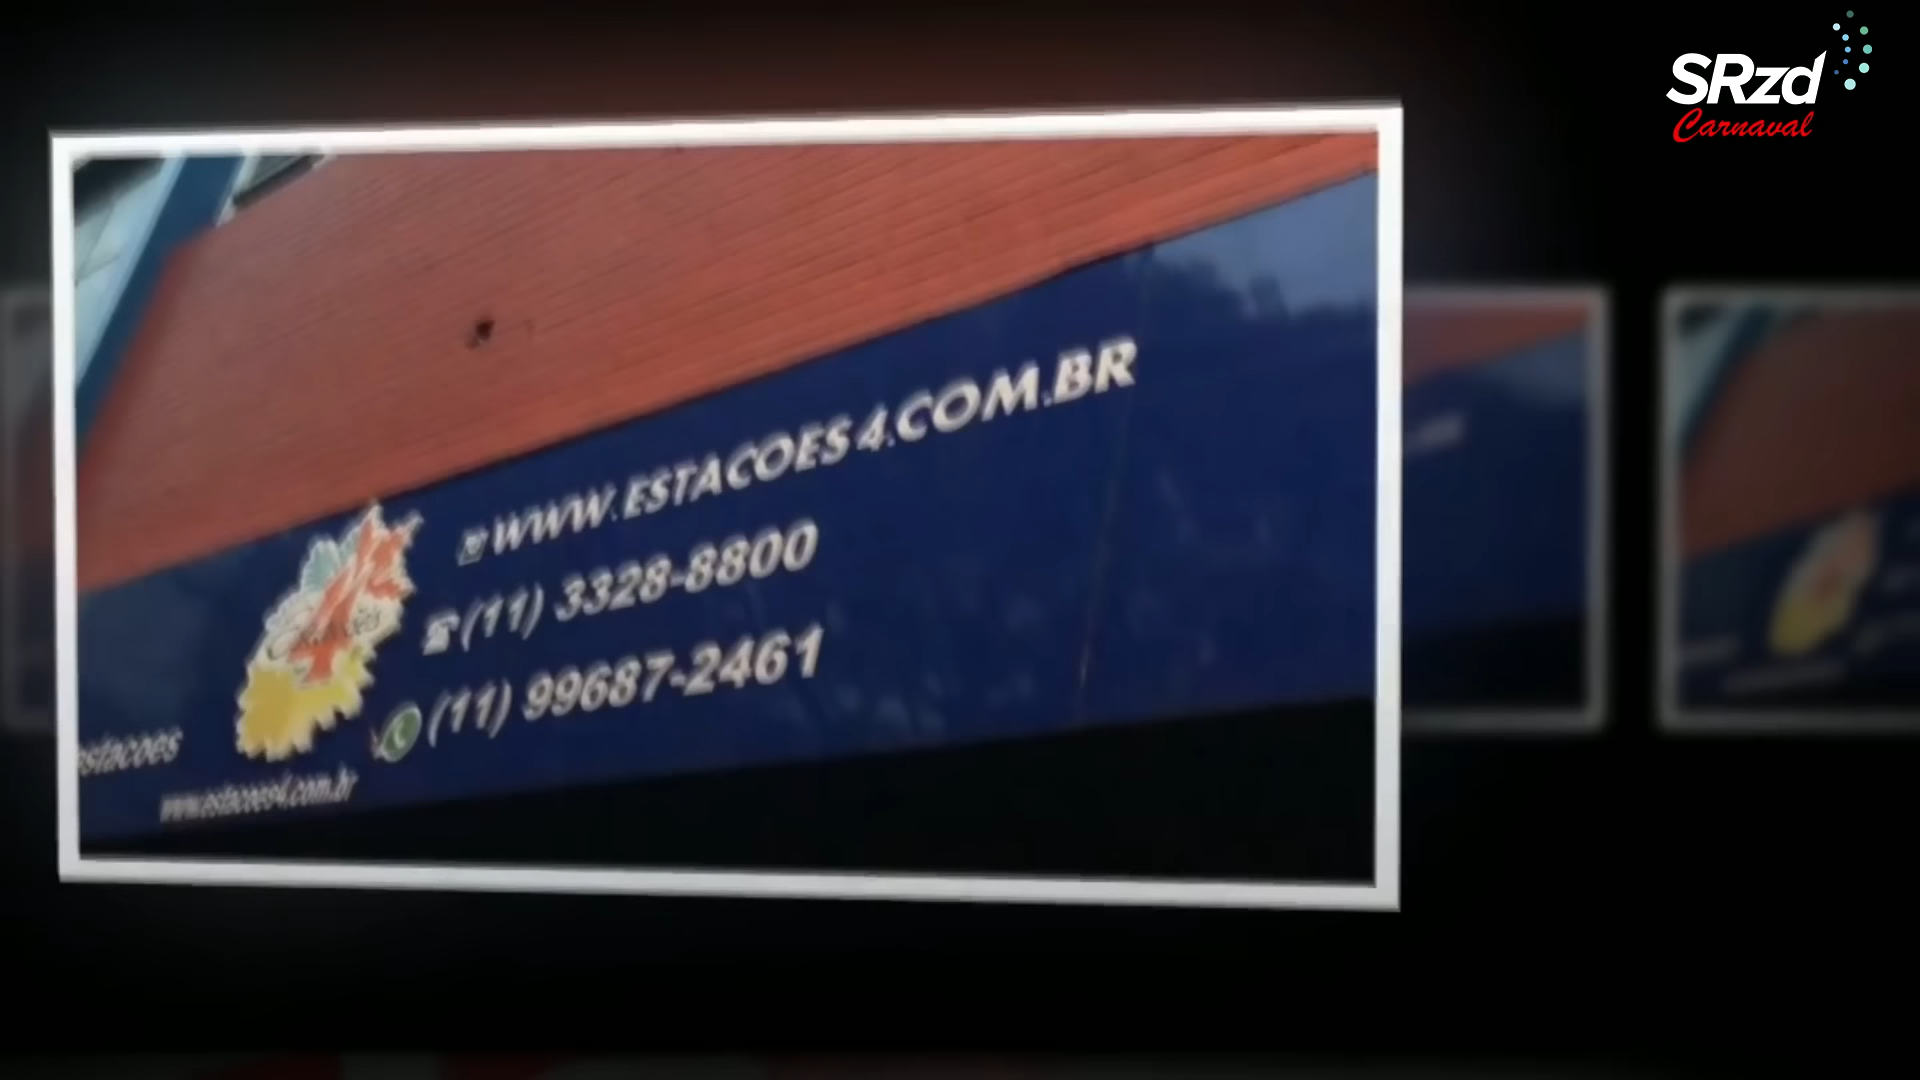 SRzd
Carnaval
WWW.ESTACOES4.COM.BR
(11) 3328-8800
(11) 99687-2461
estacoes
www.estacoes4.com.br